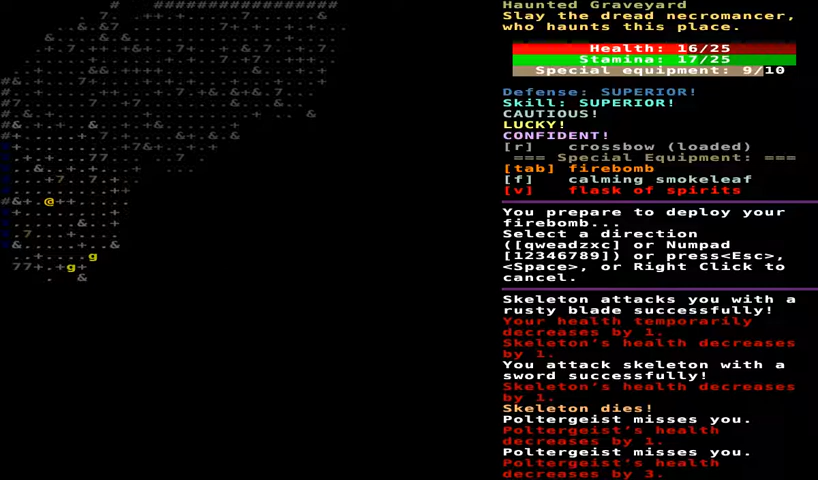 Haunted Graveyard
Slay the dread necromancer,
who haunts this place.
Health: 16/25
Stamina: 17/25
Special equipment: 9/10
Defense: SUPERIOR!
Skill: SUPERIOR!
CAUTIOUS!
LUCKY!
CONFIDENT!
[r] crossbow (loaded)
=== Special Equipment: ===
[tab] firebomb
[f] calming smokeleaf
[v] flask of spirits
You prepare to deploy your
firebomb...
Select a direction
([qweadzxc] or Numpad
[12346789]) or press<Esc>,
<Space>, or Right Click to
cancel.
Skeleton attacks you with a
rusty blade successfully!
Your health temporarily
decreases by 1.
Skeleton's health decreases
by 1.
You attack skeleton with a
sword successfully!
Skeleton's health decreases
by 1.
Skeleton dies!
Poltergeist misses you.
Poltergeist's health
decreases by 1.
Poltergeist misses you.
Poltergeist's health
decreases by 3.